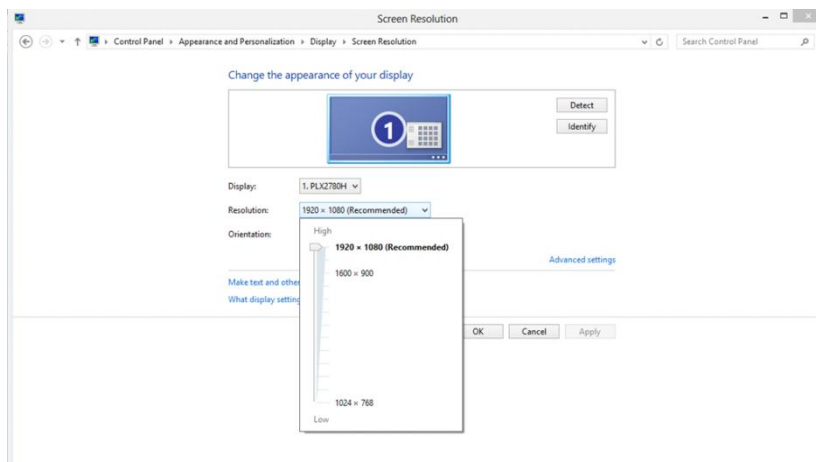 Screen Resolution
Control Panel Appearance and Personalization Display Screen Resolution
Search Control Panel
Change the appearance of your display
1
Detect
Identify
Display: 1. PLX2780H
Resolution: 1920 × 1080 (Recommended)
Orientation:
High
1920 × 1080 (Recommended)
1600 × 900
Advanced settings
Make text and other
What display setting
OK Cancel Apply
1024 × 768
Low